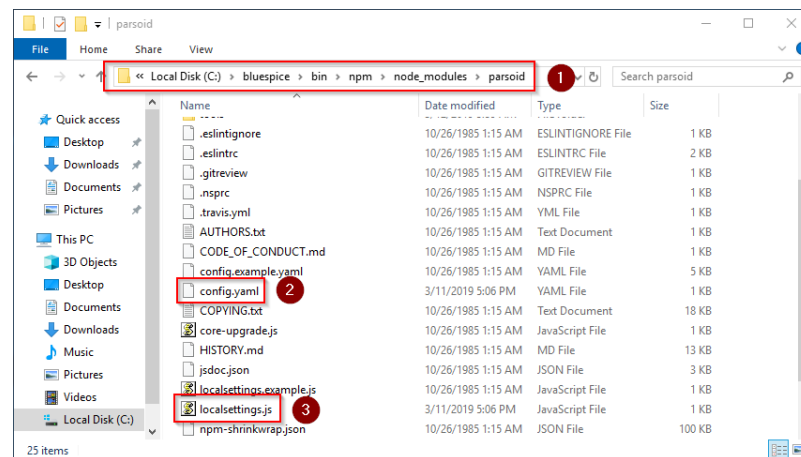 parsoid
File Home Share View
« Local Disk (C:) › bluespice › bin › npm › node_modules › parsoid 1 Search parsoid
Name Date modified Type Size
.eslintignore 10/26/1985 1:15 AM ESLINTIGNORE File 1 KB
.eslintrc 10/26/1985 1:15 AM ESLINTRC File 2 KB
.gitreview 10/26/1985 1:15 AM GITREVIEW File 1 KB
.nsprc 10/26/1985 1:15 AM NSPRC File 1 KB
.travis.yml 10/26/1985 1:15 AM YML File 1 KB
AUTHORS.txt 10/26/1985 1:15 AM Text Document 1 KB
CODE_OF_CONDUCT.md 10/26/1985 1:15 AM MD File 1 KB
config.example.yaml 10/26/1985 1:15 AM YAML File 5 KB
config.yaml 2 3/11/2019 5:06 PM YAML File 1 KB
COPYING.txt 10/26/1985 1:15 AM Text Document 18 KB
core-upgrade.js 10/26/1985 1:15 AM JavaScript File 1 KB
HISTORY.md 10/26/1985 1:15 AM MD File 13 KB
jsdoc.json 10/26/1985 1:15 AM JSON File 3 KB
localsettings.example.js 10/26/1985 1:15 AM JavaScript File 1 KB
localsettings.js 3 3/11/2019 5:06 PM JavaScript File 1 KB
npm-shrinkwrap.json 10/26/1985 1:15 AM JSON File 100 KB
Quick access
Desktop
Downloads
Documents
Pictures
This PC
3D Objects
Desktop
Documents
Downloads
Music
Pictures
Videos
Local Disk (C:)
25 items